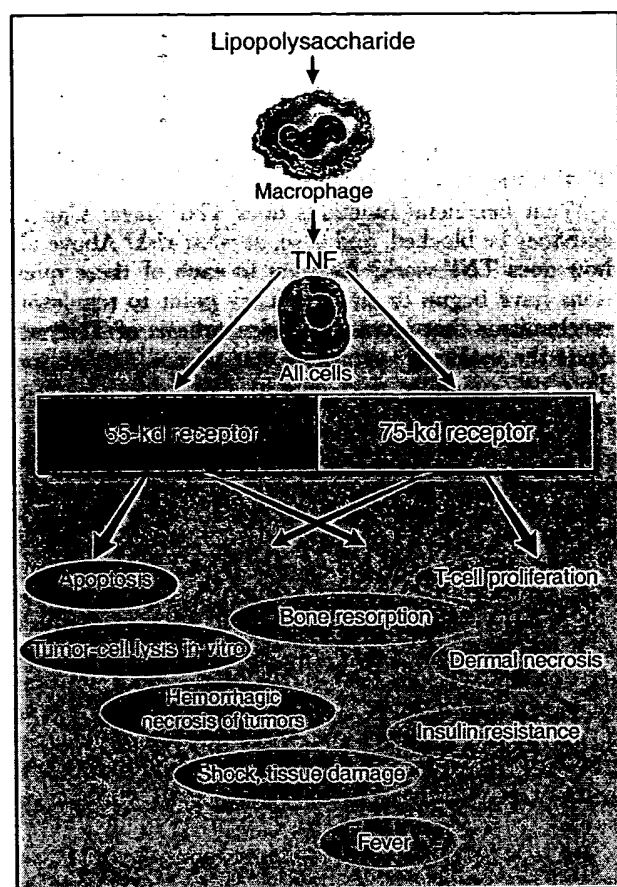 Lipopolysaccharide
Macrophage
TNF
All cells
55-kd receptor
75-kd receptor
Apoptosis
T-cell proliferation
Bone resorption
Tumor-cell lysis in vitro
Dermal necrosis
Hemorrhagic
necrosis of tumors
Insulin resistance
Shock, tissue damage
Fever